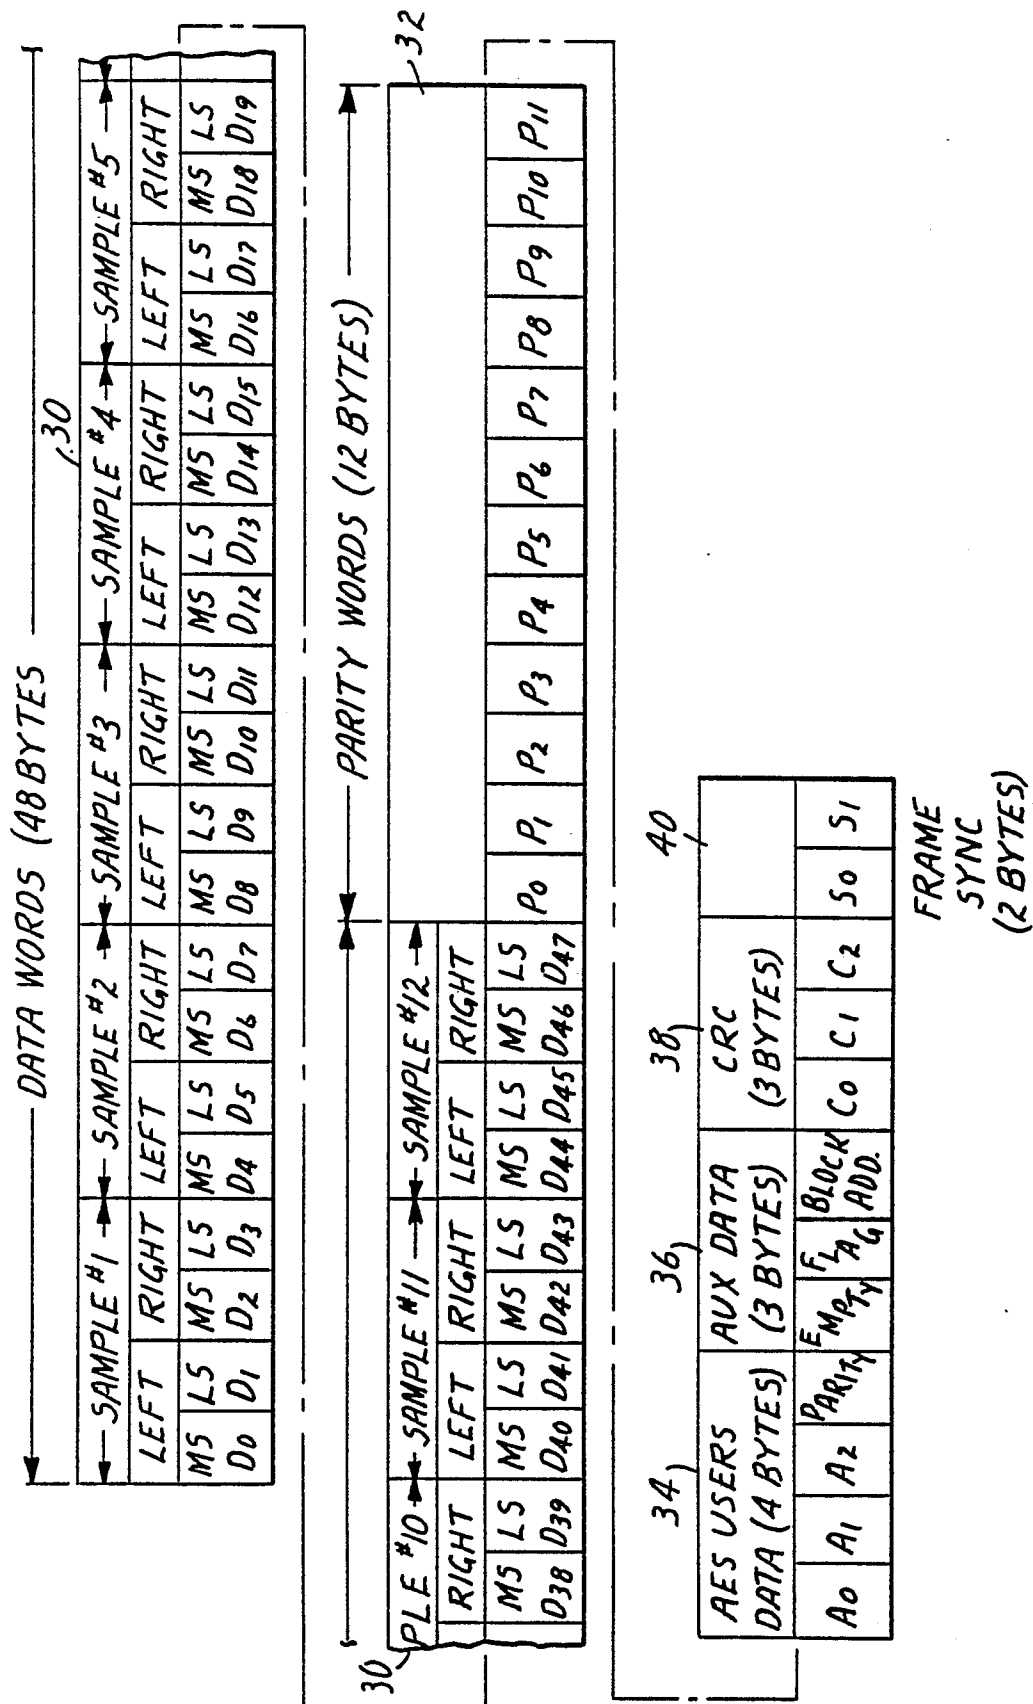 DATA WORDS (48 BYTES
30
SAMPLE #1 SAMPLE #2 SAMPLE #3 SAMPLE #4 SAMPLE #5
LEFT RIGHT LEFT RIGHT LEFT RIGHT LEFT RIGHT LEFT RIGHT
MS LS MS LS MS LS MS LS MS LS MS LS MS LS MS LS MS LS MS LS
D0 D1 D2 D3 D4 D5 D6 D7 D8 D9 D10 D11 D12 D13 D14 D15 D16 D17 D18 D19
PARITY WORDS (12 BYTES)
32
30
PLE #10 SAMPLE #11 SAMPLE #12
RIGHT LEFT RIGHT LEFT RIGHT
MS LS MS LS MS LS MS LS MS LS
D38 D39 D40 D41 D42 D43 D44 D45 D46 D47 P0 P1 P2 P3 P4 P5 P6 P7 P8 P9 P10 P11
34 36 38 40
AES USERS AUX DATA CRC
DATA (4 BYTES) (3 BYTES) (3 BYTES)
A0 A1 A2 PARITY EMPTY FLAG BLOCK C0 C1 C2 S0 S1
ADD.
FRAME
SYNC
(2 BYTES)